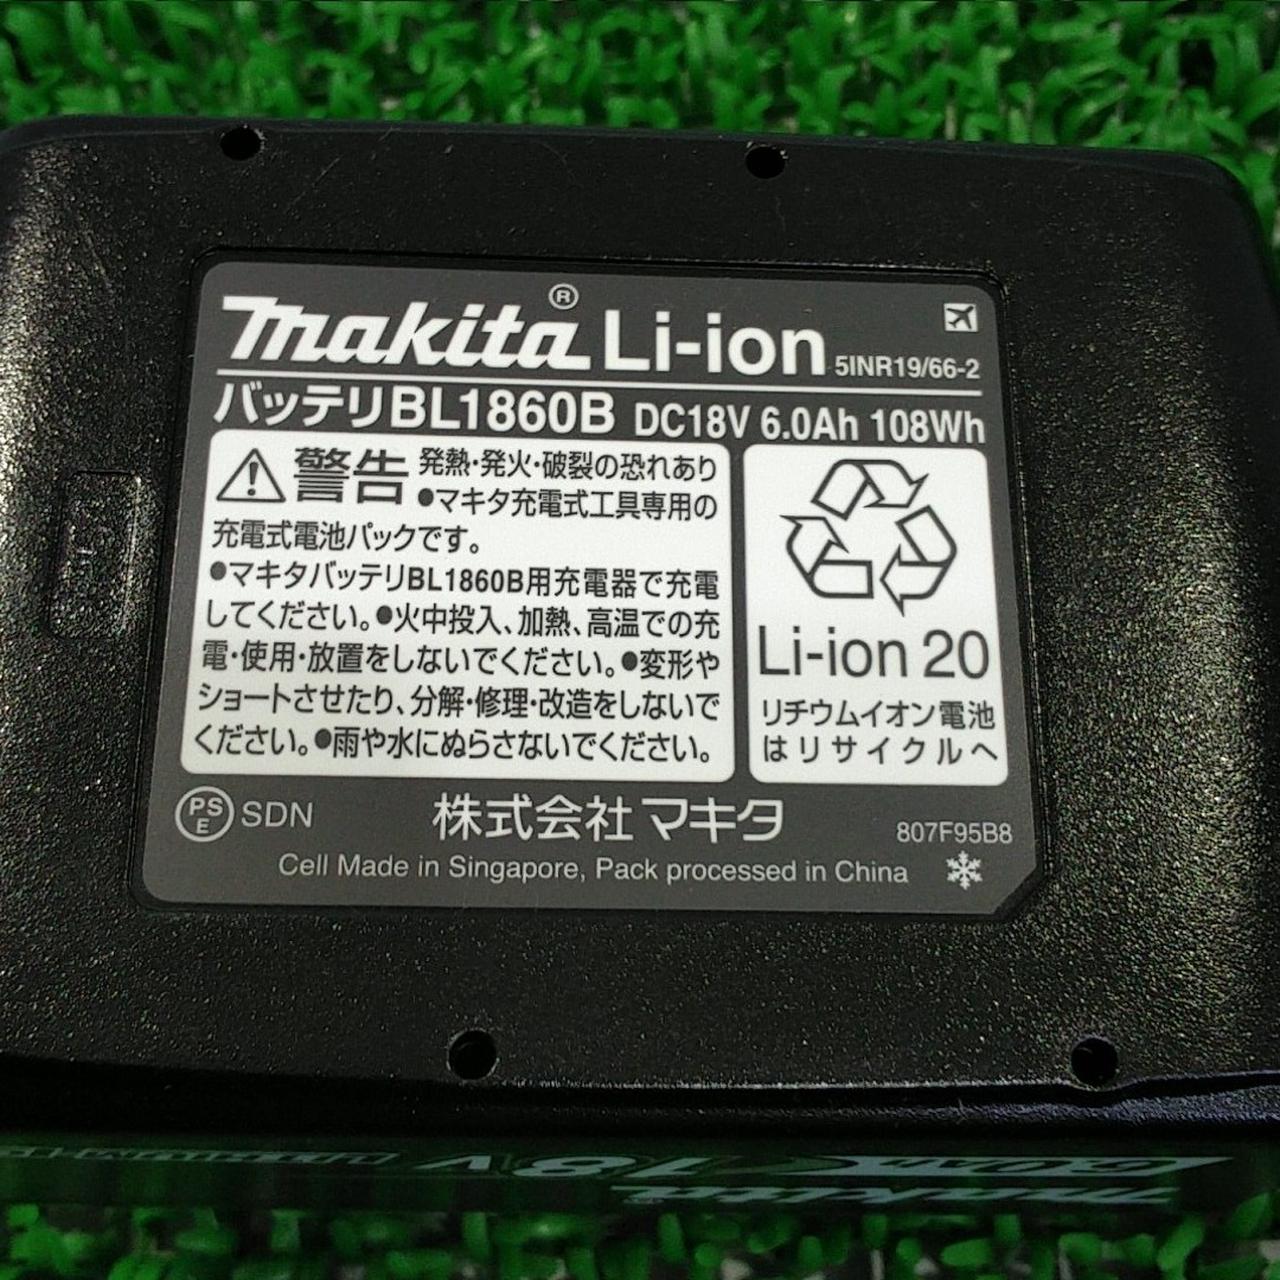 makita® Li-ion 5INR19/66-2
バッテリBL1860B DC18V 6.0Ah 108Wh
警告 発熱・発火・破裂の恐れあり
●マキタ充電式工具専用の
充電式電池パックです。
●マキタバッテリBL1860B用充電器で充電
してください。●火中投入、加熱、高温での充
電・使用・放置をしないでください。●変形や
ショートさせたり、分解・修理・改造をしないで
ください。●雨や水にぬらさないでください。
Li-ion 20
リチウムイオン電池
はリサイクルへ
PSE SDN
株式会社マキタ
807F95B8
Cell Made in Singapore, Pack processed in China
18V
makita